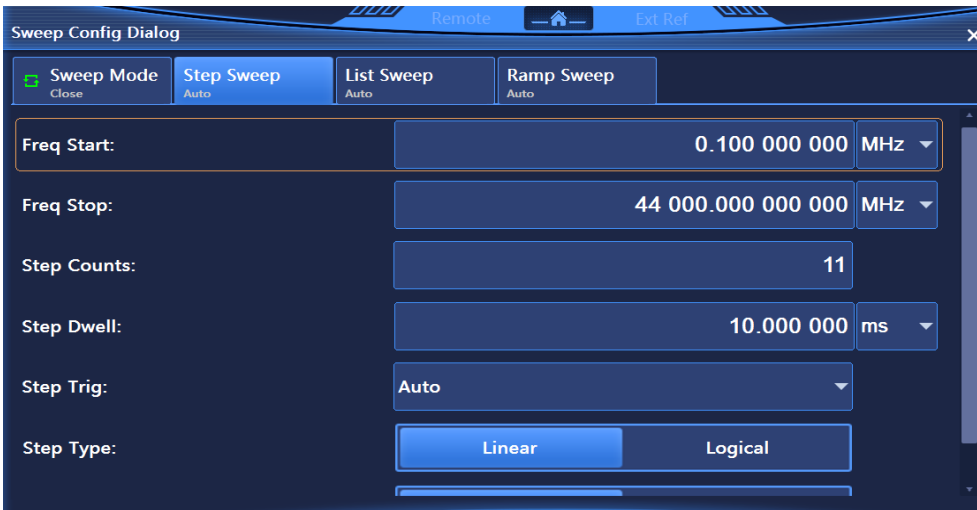 Remote Ext Ref
Sweep Config Dialog
Sweep Mode Step Sweep List Sweep Ramp Sweep
Close Auto Auto Auto
Freq Start: 0.100 000 000 MHz
Freq Stop: 44 000.000 000 000 MHz
Step Counts: 11
Step Dwell: 10.000 000 ms
Step Trig: Auto
Step Type: Linear Logical